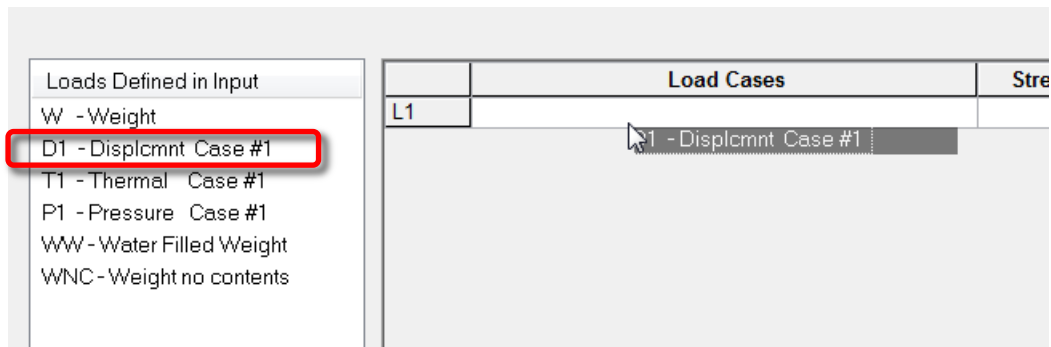 Loads Defined in Input
W - Weight
D1 - Displcmnt Case #1
T1 - Thermal Case #1
P1 - Pressure Case #1
WW - Water Filled Weight
WNC - Weight no contents
Load Cases Stre
L1
1 - Displcmnt Case #1